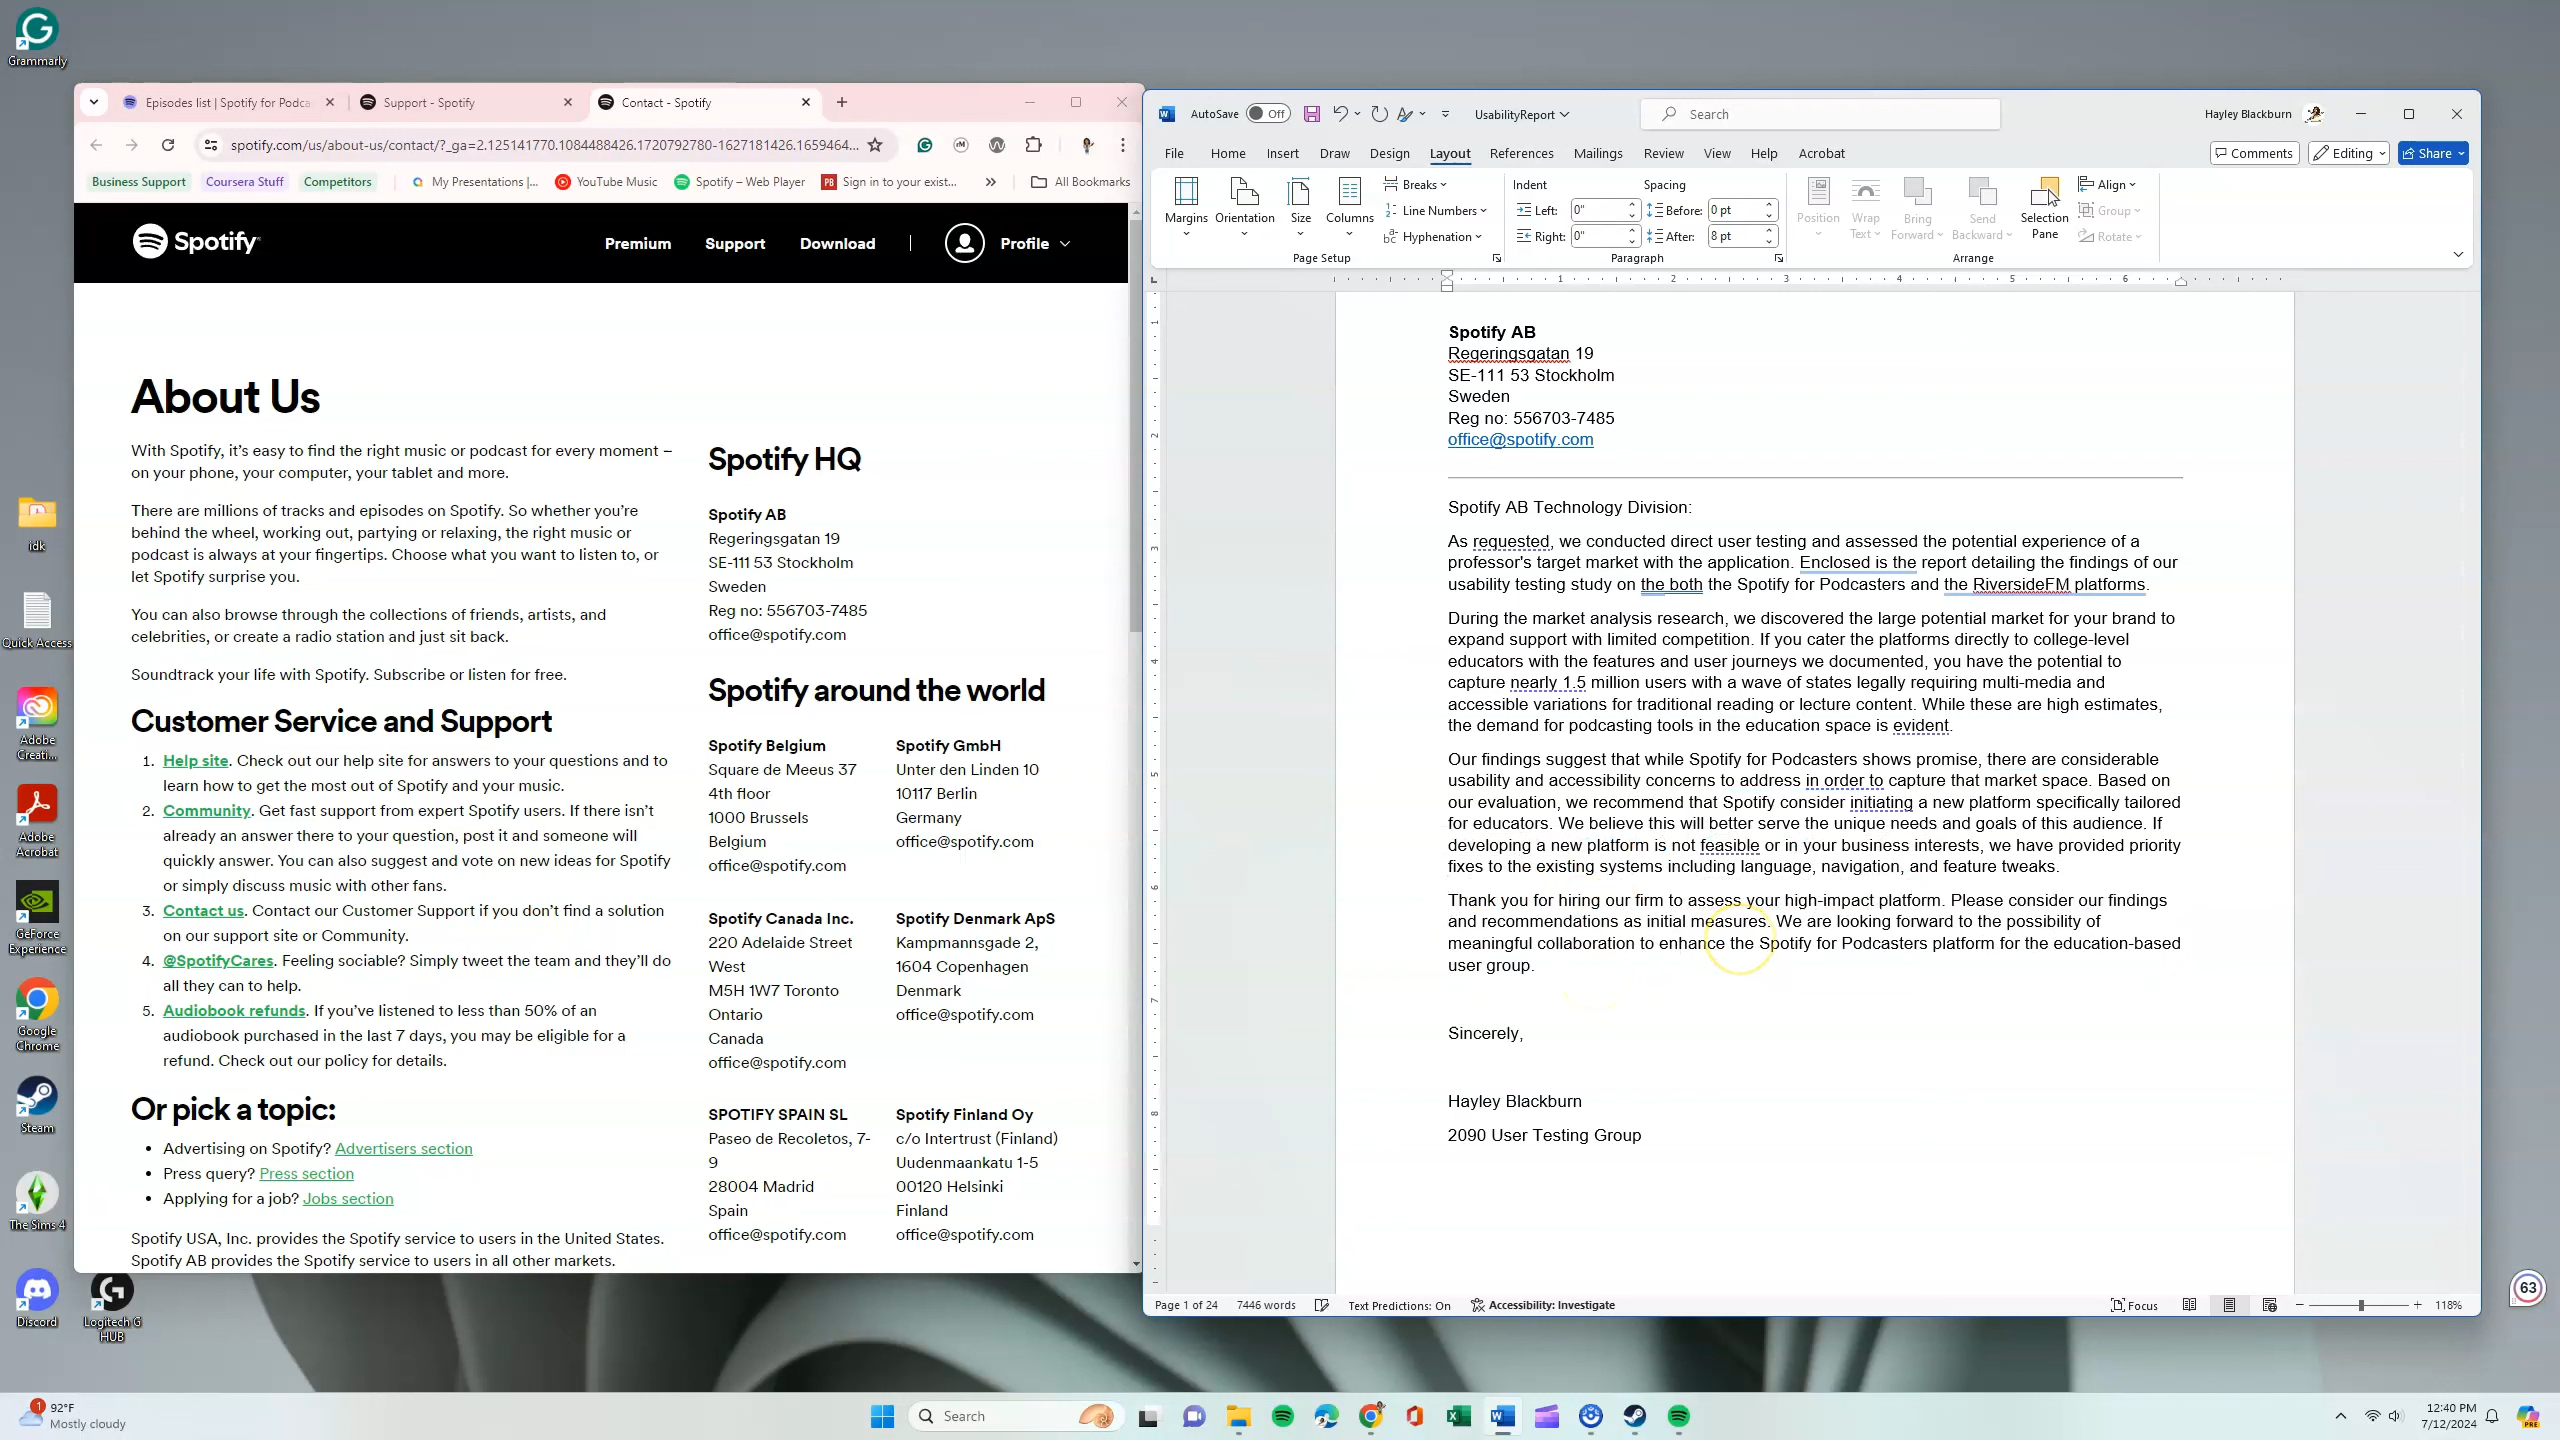 Grammarly
idk
Quick Access
Adobe
Creati...
Adobe
Acrobat
GeForce
Experience
Google
Chrome
Steam
The Sims 4
Discord
Logitech G
HUB
Episodes list | Spotify for Podca
Support - Spotify
Contact - Spotify
spotify.com/us/about-us/contact/?_ga=2.125141770.1084488426.1720792780-1627181426.1659464...
Business Support
Coursera Stuff
Competitors
My Presentations |...
YouTube Music
Spotify – Web Player
Sign in to your exist...
»
All Bookmarks
Spotify
Premium
Support
Download
Profile
About Us
With Spotify, it's easy to find the right music or podcast for every moment –
on your phone, your computer, your tablet and more.
There are millions of tracks and episodes on Spotify. So whether you're
behind the wheel, working out, partying or relaxing, the right music or
podcast is always at your fingertips. Choose what you want to listen to, or
let Spotify surprise you.
You can also browse through the collections of friends, artists, and
celebrities, or create a radio station and just sit back.
Soundtrack your life with Spotify. Subscribe or listen for free.
Customer Service and Support
1. Help site. Check out our help site for answers to your questions and to
learn how to get the most out of Spotify and your music.
2. Community. Get fast support from expert Spotify users. If there isn't
already an answer there to your question, post it and someone will
quickly answer. You can also suggest and vote on new ideas for Spotify
or simply discuss music with other fans.
3. Contact us. Contact our Customer Support if you don't find a solution
on our support site or Community.
4. @SpotifyCares. Feeling sociable? Simply tweet the team and they'll do
all they can to help.
5. Audiobook refunds. If you've listened to less than 50% of an
audiobook purchased in the last 7 days, you may be eligible for a
refund. Check out our policy for details.
Or pick a topic:
• Advertising on Spotify? Advertisers section
• Press query? Press section
• Applying for a job? Jobs section
Spotify USA, Inc. provides the Spotify service to users in the United States.
Spotify AB provides the Spotify service to users in all other markets.
Spotify HQ
Spotify AB
Regeringsgatan 19
SE-111 53 Stockholm
Sweden
Reg no: 556703-7485
office@spotify.com
Spotify around the world
Spotify Belgium
Square de Meeus 37
4th floor
1000 Brussels
Belgium
office@spotify.com
Spotify GmbH
Unter den Linden 10
10117 Berlin
Germany
office@spotify.com
Spotify Canada Inc.
220 Adelaide Street
West
M5H 1W7 Toronto
Ontario
Canada
office@spotify.com
Spotify Denmark ApS
Kampmannsgade 2,
1604 Copenhagen
Denmark
office@spotify.com
SPOTIFY SPAIN SL
Paseo de Recoletos, 7-
9
28004 Madrid
Spain
office@spotify.com
Spotify Finland Oy
c/o Intertrust (Finland)
Uudenmaankatu 1-5
00120 Helsinki
Finland
office@spotify.com
AutoSave
Off
UsabilityReport
Search
Hayley Blackburn
File
Home
Insert
Draw
Design
Layout
References
Mailings
Review
View
Help
Acrobat
Comments
Editing
Share
Margins
Orientation
Size
Columns
Breaks
Line Numbers
Hyphenation
Page Setup
Indent
Left: 0"
Right: 0"
Spacing
Before: 0 pt
After: 8 pt
Paragraph
Position
Wrap
Text
Bring
Forward
Send
Backward
Selection
Pane
Align
Group
Rotate
Arrange
1 2 3 4 5 6
1
2
3
4
5
6
7
8
Spotify AB
Regeringsgatan 19
SE-111 53 Stockholm
Sweden
Reg no: 556703-7485
office@spotify.com
Spotify AB Technology Division:
As requested, we conducted direct user testing and assessed the potential experience of a
professor's target market with the application. Enclosed is the report detailing the findings of our
usability testing study on the both the Spotify for Podcasters and the RiversideFM platforms.
During the market analysis research, we discovered the large potential market for your brand to
expand support with limited competition. If you cater the platforms directly to college-level
educators with the features and user journeys we documented, you have the potential to
capture nearly 1.5 million users with a wave of states legally requiring multi-media and
accessible variations for traditional reading or lecture content. While these are high estimates,
the demand for podcasting tools in the education space is evident.
Our findings suggest that while Spotify for Podcasters shows promise, there are considerable
usability and accessibility concerns to address in order to capture that market space. Based on
our evaluation, we recommend that Spotify consider initiating a new platform specifically tailored
for educators. We believe this will better serve the unique needs and goals of this audience. If
developing a new platform is not feasible or in your business interests, we have provided priority
fixes to the existing systems including language, navigation, and feature tweaks.
Thank you for hiring our firm to assess your high-impact platform. Please consider our findings
and recommendations as initial measures. We are looking forward to the possibility of
meaningful collaboration to enhance the Spotify for Podcasters platform for the education-based
user group.
Sincerely,
Hayley Blackburn
2090 User Testing Group
Page 1 of 24
7446 words
Text Predictions: On
Accessibility: Investigate
Focus
118%
63
1
92°F
Mostly cloudy
Search
12:40 PM
7/12/2024
PRE